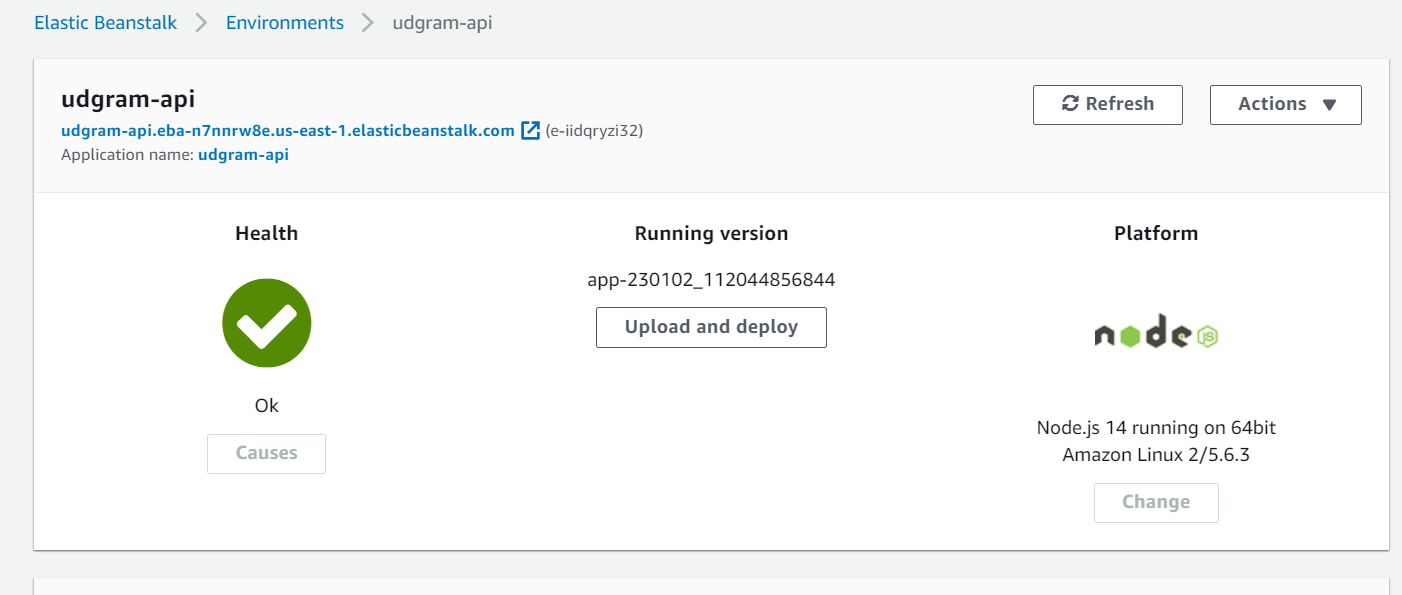 Elastic Beanstalk > Environments > udgram-api
udgram-api
Refresh
Actions ▼
udgram-api.eba-n7nnrw8e.us-east-1.elasticbeanstalk.com (e-iidqryzi32)
Application name: udgram-api
Health
Running version
Platform
app-230102_112044856844
Upload and deploy
node JS
Ok
Causes
Node.js 14 running on 64bit
Amazon Linux 2/5.6.3
Change